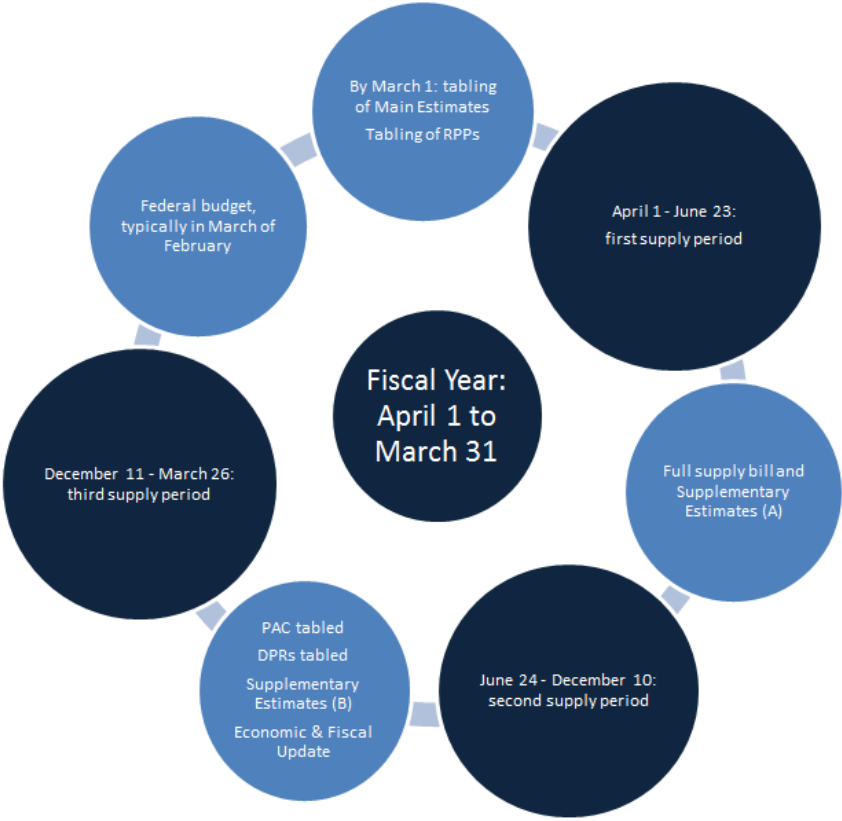 By March 1: tabling
of Main Estimates
Tabling of RPPs
April 1 - June 23:
first supply period
Full supply bill and
Supplementary
Estimates (A)
June 24 - December 10:
second supply period
PAC tabled
DPRs tabled
Supplementary
Estimates (B)
Economic & Fiscal
Update
December 11 - March 26:
third supply period
Federal budget,
typically in March of
February
Fiscal Year:
April 1 to
March 31